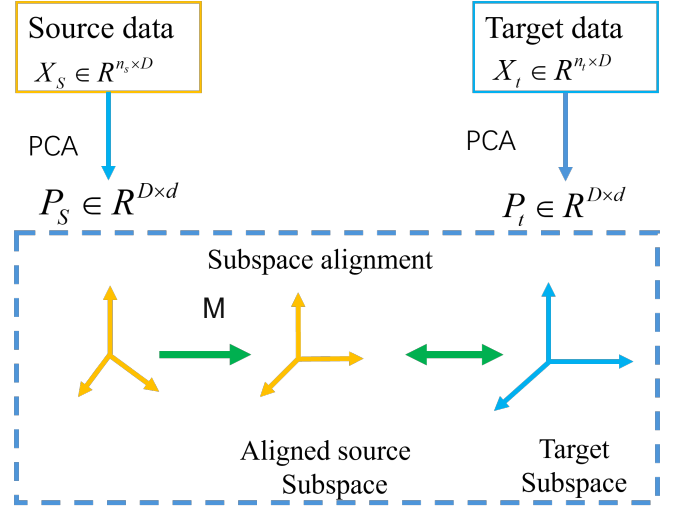 Source data
X_S ∈ R^{n_s×D}
Target data
X_t ∈ R^{n_t×D}
PCA
PCA
P_S ∈ R^{D×d}
P_t ∈ R^{D×d}
Subspace alignment
M
Aligned source
Subspace
Target
Subspace